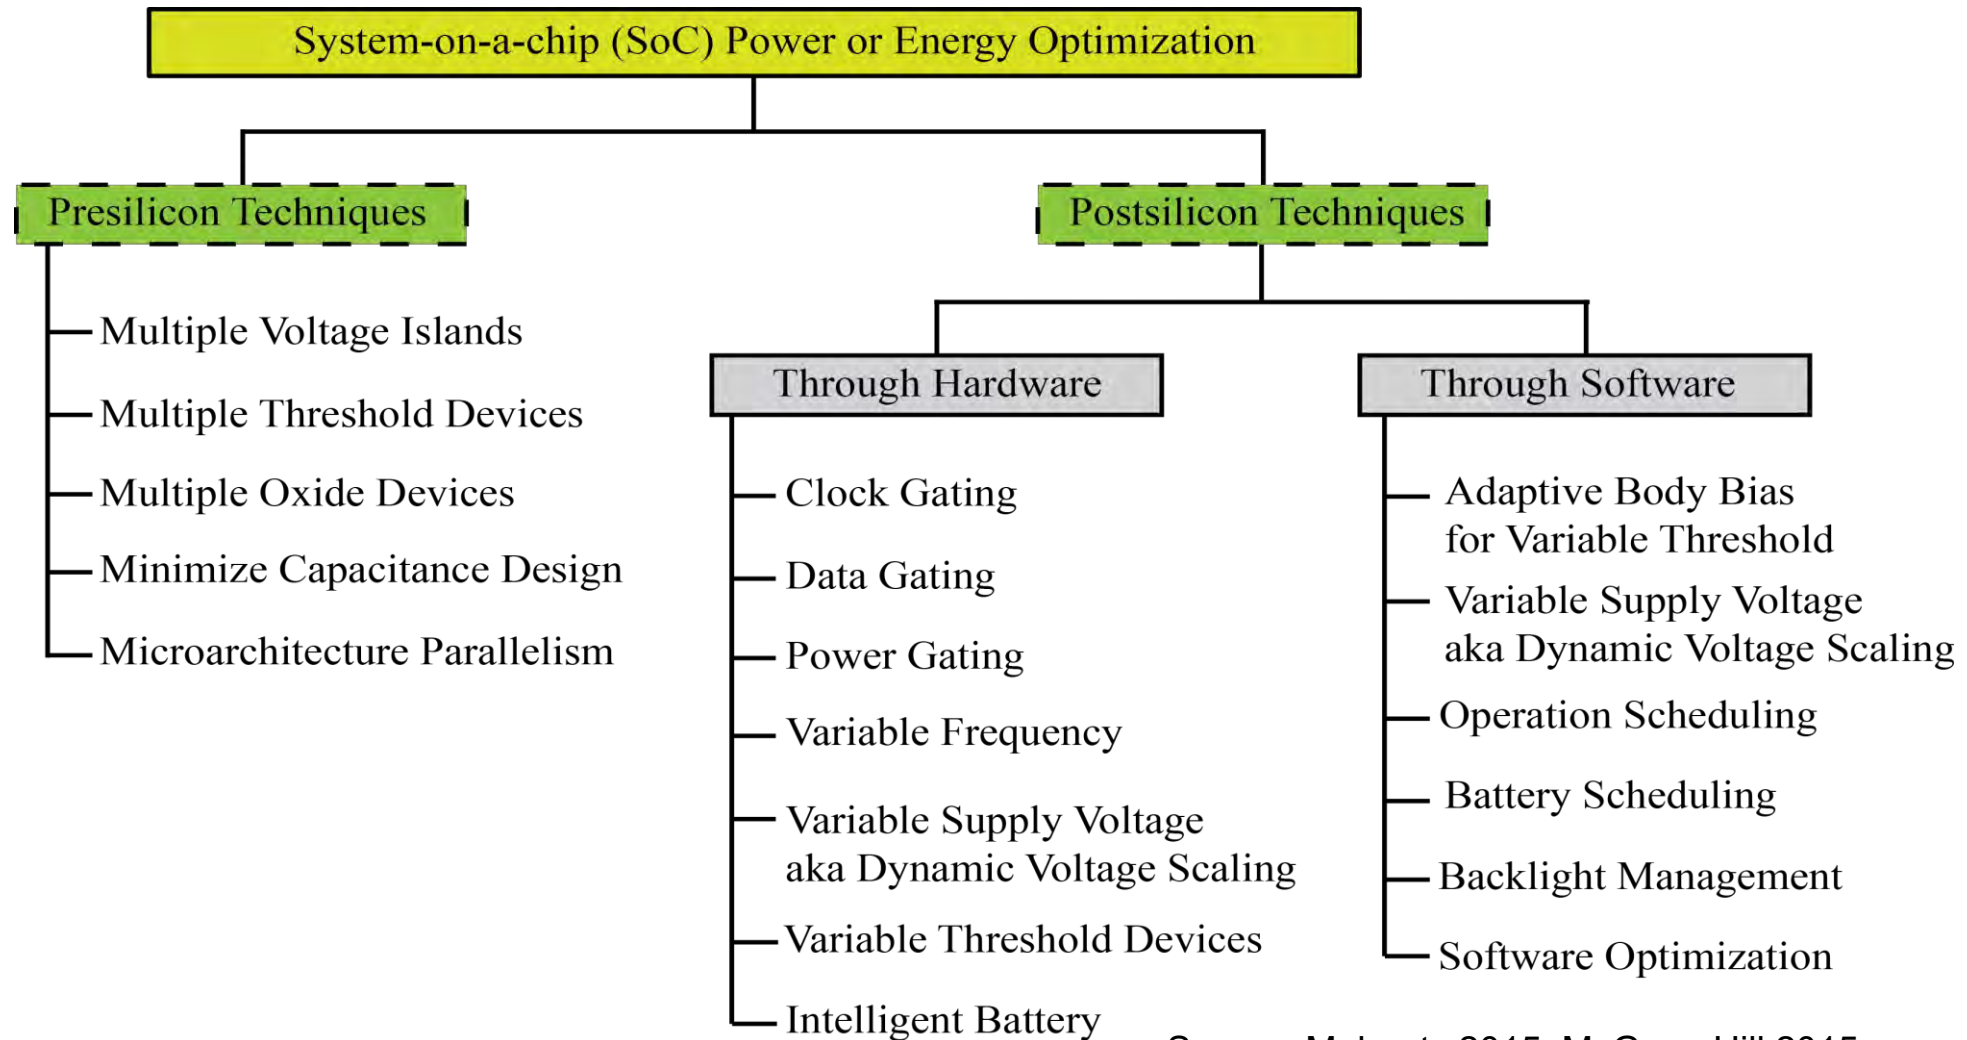 System-on-a-chip (SoC) Power or Energy Optimization
Presilicon Techniques
Multiple Voltage Islands
Multiple Threshold Devices
Multiple Oxide Devices
Minimize Capacitance Design
Microarchitecture Parallelism
Postsilicon Techniques
Through Hardware
Clock Gating
Data Gating
Power Gating
Variable Frequency
Variable Supply Voltage
aka Dynamic Voltage Scaling
Variable Threshold Devices
Intelligent Battery
Through Software
Adaptive Body Bias
for Variable Threshold
Variable Supply Voltage
aka Dynamic Voltage Scaling
Operation Scheduling
Battery Scheduling
Backlight Management
Software Optimization